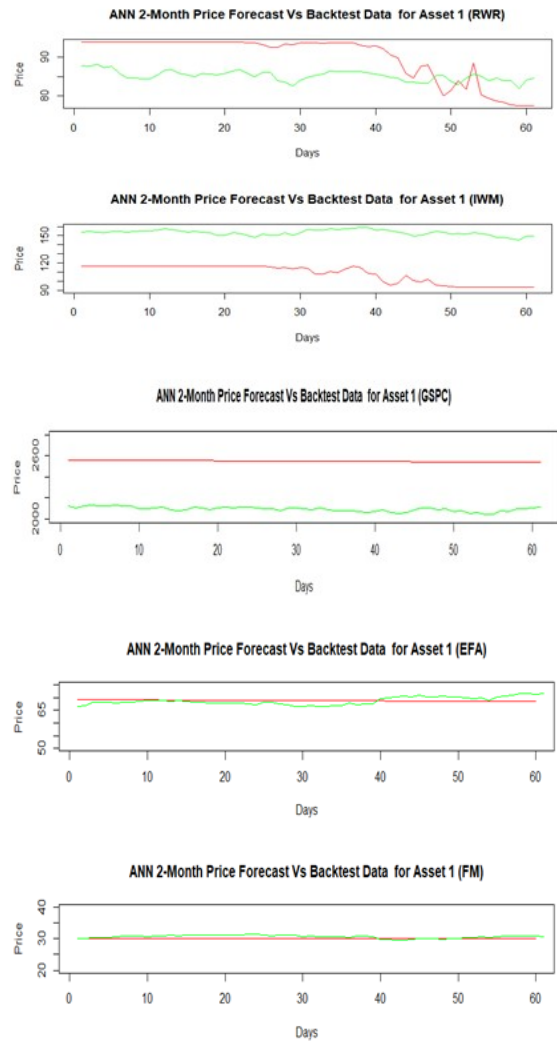 ANN 2-Month Price Forecast Vs Backtest Data for Asset 1 (RWR)
Price
80 90
0 10 20 30 40 50 60
Days
ANN 2-Month Price Forecast Vs Backtest Data for Asset 1 (IWM)
Price
90 120 150
0 10 20 30 40 50 60
Days
ANN 2-Month Price Forecast Vs Backtest Data for Asset 1 (GSPC)
Price
2000 2600
0 10 20 30 40 50 60
Days
ANN 2-Month Price Forecast Vs Backtest Data for Asset 1 (EFA)
Price
50 65
0 10 20 30 40 50 60
Days
ANN 2-Month Price Forecast Vs Backtest Data for Asset 1 (FM)
Price
20 30 40
0 10 20 30 40 50 60
Days